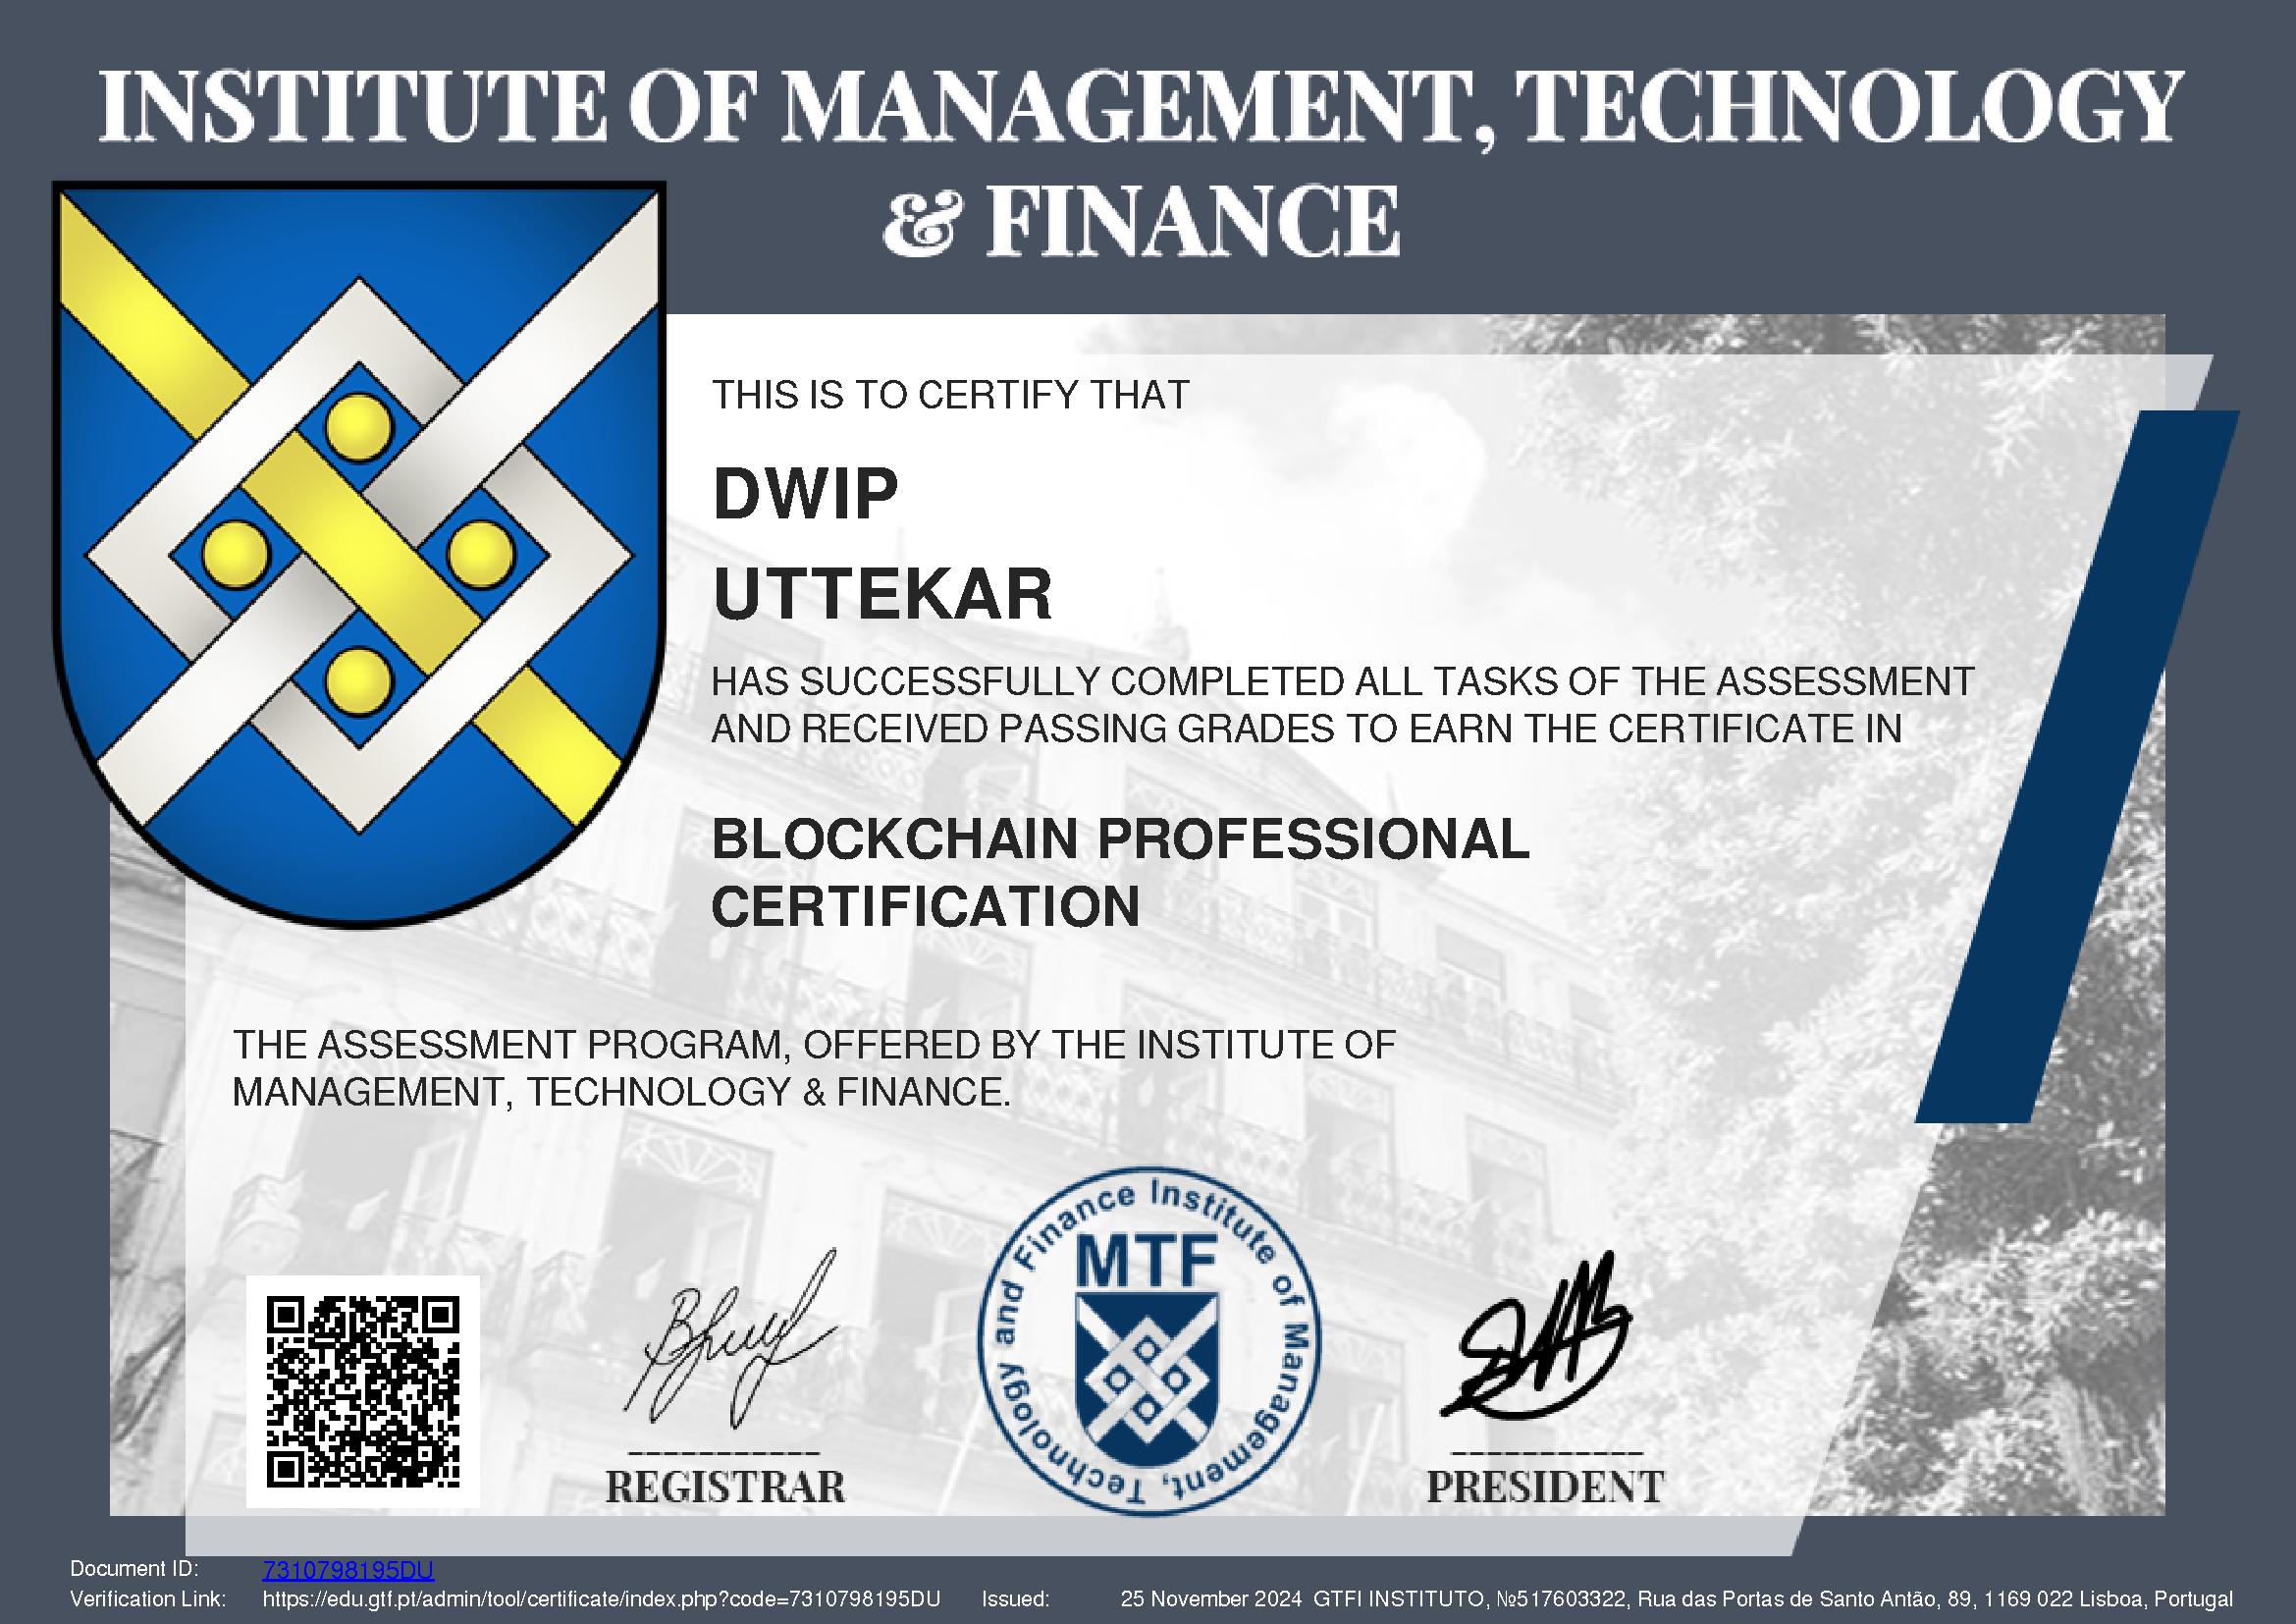 INSTITUTE OF MANAGEMENT, TECHNOLOGY
& FINANCE
THIS IS TO CERTIFY THAT
DWIP
UTTEKAR
HAS SUCCESSFULLY COMPLETED ALL TASKS OF THE ASSESSMENT
AND RECEIVED PASSING GRADES TO EARN THE CERTIFICATE IN
BLOCKCHAIN PROFESSIONAL
CERTIFICATION
THE ASSESSMENT PROGRAM, OFFERED BY THE INSTITUTE OF
MANAGEMENT, TECHNOLOGY & FINANCE.
Institute of Management, Technology and Finance
MTF
REGISTRAR
PRESIDENT
Document ID: 7310798195DU
Verification Link: https://edu.gtf.pt/admin/tool/certificate/index.php?code=7310798195DU Issued: 25 November 2024 GTFI INSTITUTO, №517603322, Rua das Portas de Santo Antão, 89, 1169 022 Lisboa, Portugal